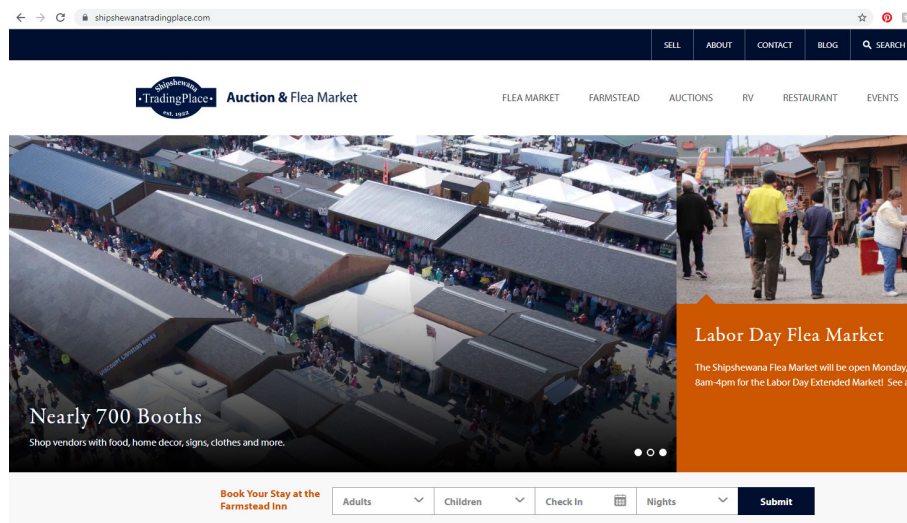 shipshewanatradingplace.com
SELL ABOUT CONTACT BLOG SEARCH
Shipshewana
TradingPlace
est. 1922
Auction & Flea Market
FLEA MARKET FARMSTEAD AUCTIONS RV RESTAURANT EVENTS
Discover Christian Books
Nearly 700 Booths
Shop vendors with food, home decor, signs, clothes and more.
Labor Day Flea Market
The Shipshewana Flea Market will be open Monday,
8am-4pm for the Labor Day Extended Market! See a
Book Your Stay at the
Farmstead Inn
Adults Children Check In Nights Submit